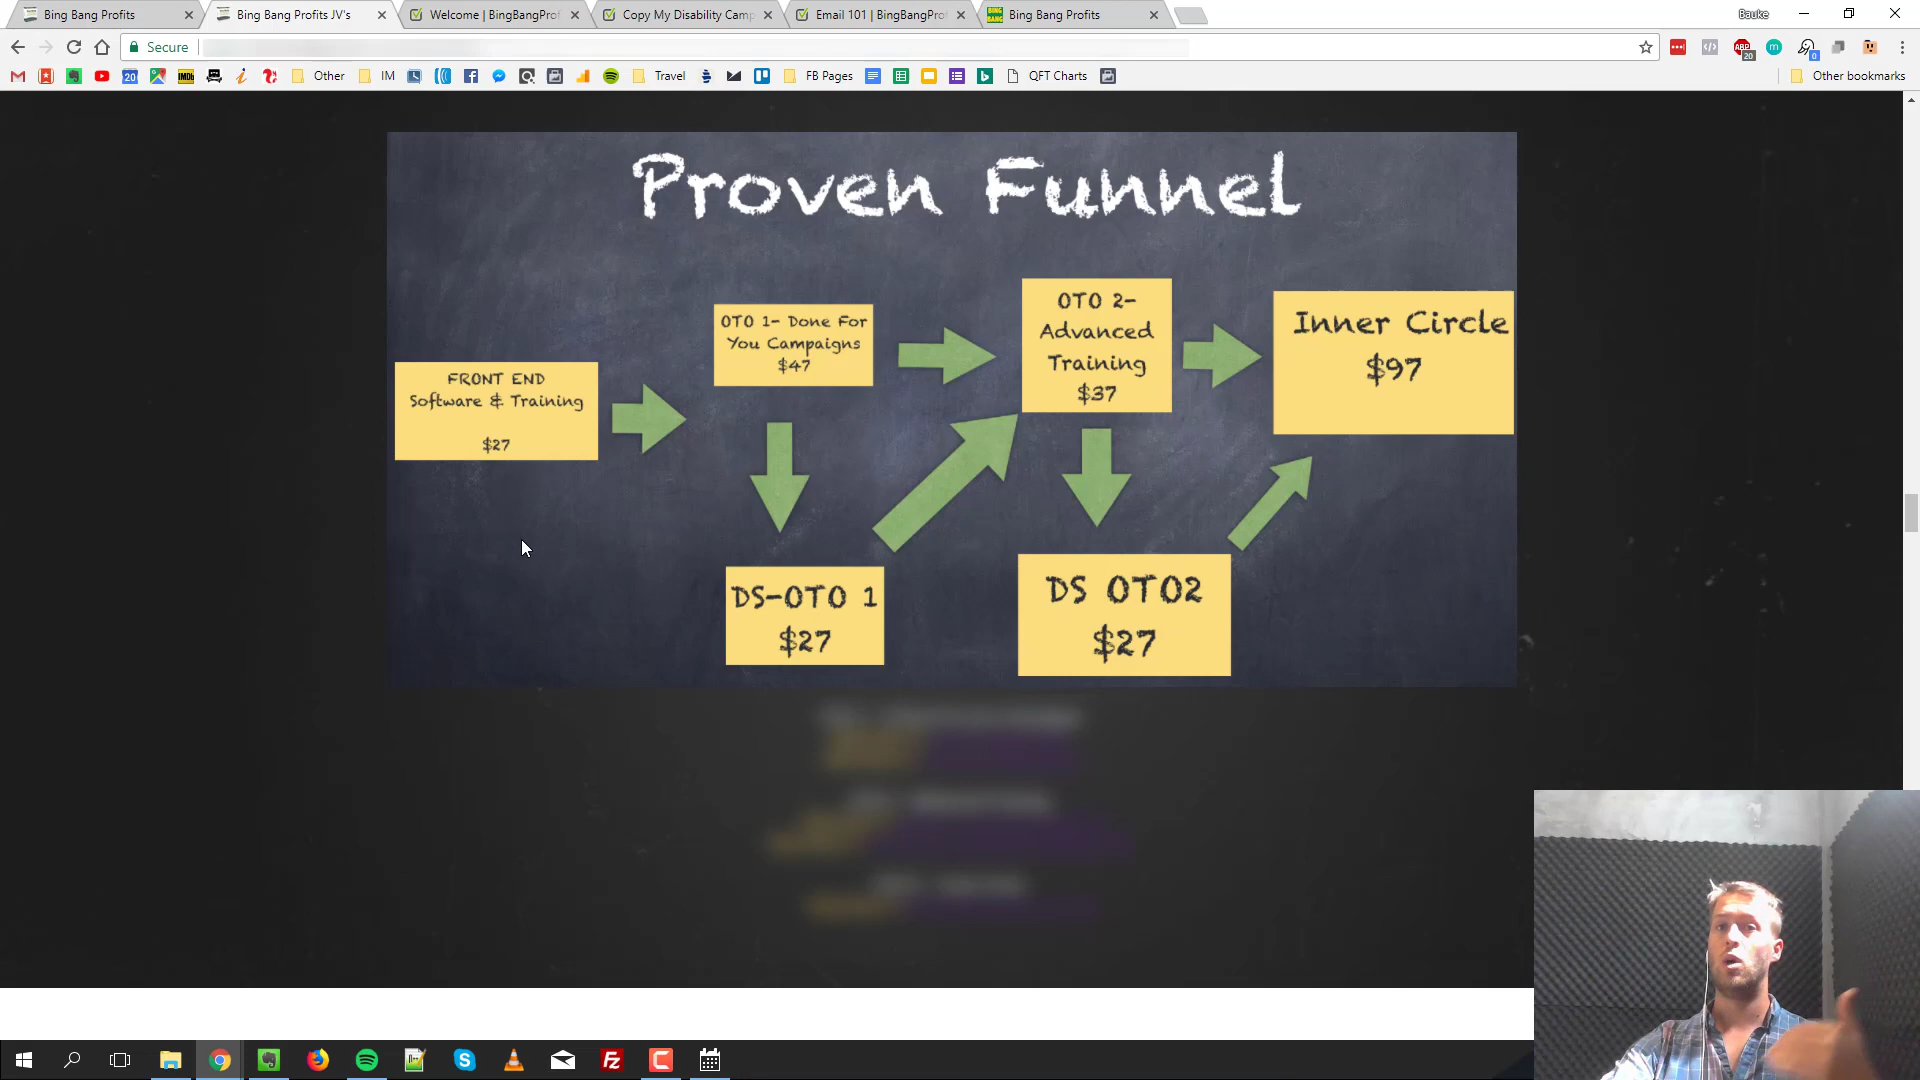 Bing Bang Profits
Bing Bang Profits JV's
Welcome | BingBangProf
Copy My Disability Camp
Email 101 | BingBangProf
Bing Bang Profits
Bauke
Secure
20
Other
IM
Travel
FB Pages
QFT Charts
Other bookmarks
Proven Funnel
FRONT END
Software & Training
$27
OTO 1- Done For
You Campaigns
$47
OTO 2-
Advanced
Training
$37
Inner Circle
$97
DS-OTO 1
$27
DS OTO2
$27